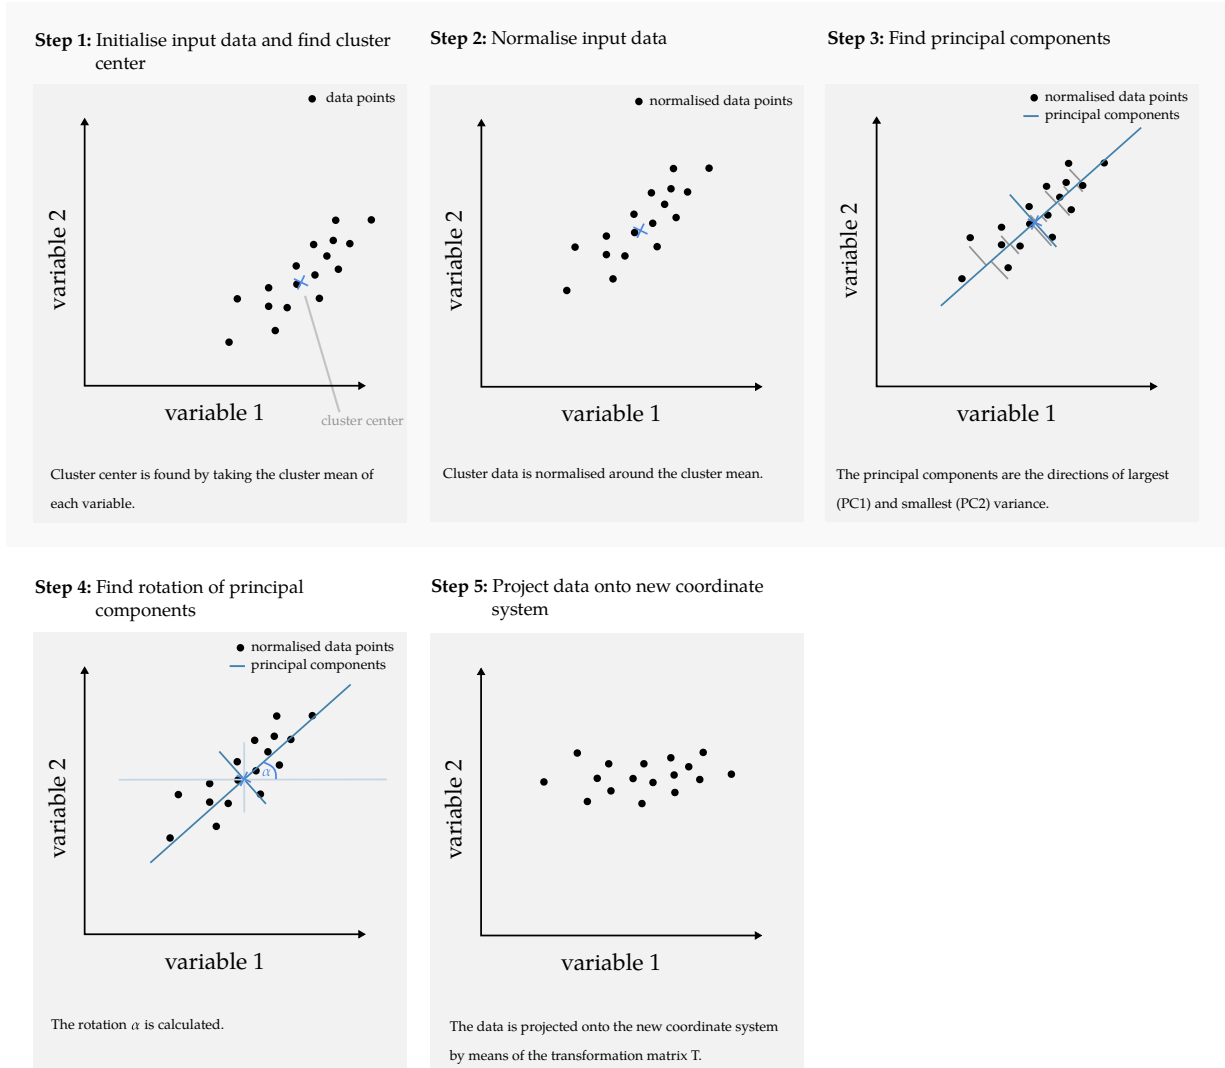 Step 1: Initialise input data and find cluster
center
data points
variable 2
variable 1
cluster center
Cluster center is found by taking the cluster mean of
each variable.
Step 2: Normalise input data
normalised data points
variable 2
variable 1
Cluster data is normalised around the cluster mean.
Step 3: Find principal components
normalised data points
principal components
variable 2
variable 1
The principal components are the directions of largest
(PC1) and smallest (PC2) variance.
Step 4: Find rotation of principal
components
normalised data points
principal components
α
variable 2
variable 1
The rotation α is calculated.
Step 5: Project data onto new coordinate
system
variable 2
variable 1
The data is projected onto the new coordinate system
by means of the transformation matrix T.